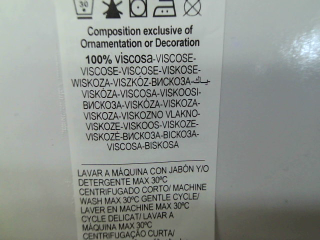 30
Composition exclusive of
Ornamentation or Decoration
100% viscosa-VISCOSE-
VISCOSE-VISCOSE-VISKOSE-
WISKOZA-VISZKÓZ-ВИСКОЗА-
VISKÓZA-VISCOSA-VISKOOSI-
ВИСКОЗА-VISKÓZA-VISKOZA-
VISKOZA-VISKOZNO VLAKNO-
VISKOZE-VISKOOS-VISKOZE-
VISKOZE-ВИСКОЗА-ВІСКОЗА-
VISCOSA-BISKOSA
LAVAR A MÁQUINA CON JABÓN Y/O
DETERGENTE MAX 30ºC
CENTRIFUGADO CORTO/ MACHINE
WASH MAX 30ºC GENTLE CYCLE/
LAVER EN MACHINE MAX 30ºC
CYCLE DELICAT/ LAVAR A
MÁQUINA MAX 30ºC
CENTRIFUGAÇÃO CURTA/